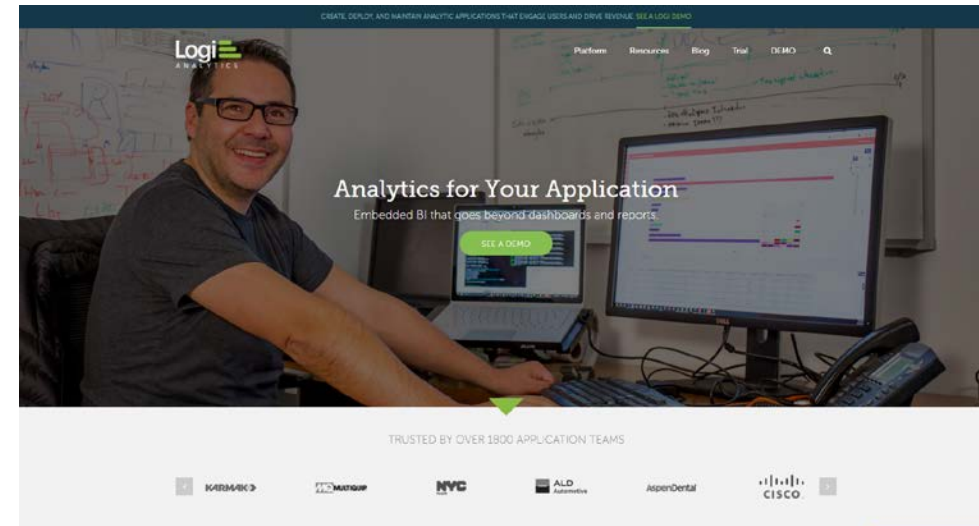 CREATE, DEPLOY, AND MAINTAIN ANALYTIC APPLICATIONS THAT ENGAGE USERS AND DRIVE REVENUE. SEE A LOGI DEMO
Logi
ANALYTICS
Platform Resources Blog Trial DEMO
Analytics for Your Application
Embedded BI that goes beyond dashboards and reports.
SEE A DEMO
DELL
TRUSTED BY OVER 1800 APPLICATION TEAMS
KARMAK
MQ MULTIQUIP
NYC
ALD
Automotive
AspenDental
CISCO